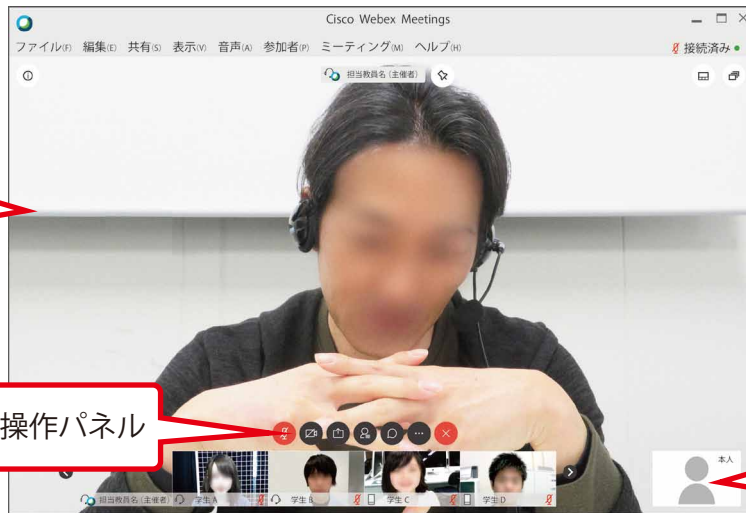 Cisco Webex Meetings
ファイル(F) 編集(E) 共有(S) 表示(V) 音声(A) 参加者(P) ミーティング(M) ヘルプ(H)
接続済み
担当教員名(主催者)
操作パネル
本人
担当教員名(主催者) 学生A 学生B 学生C 学生D